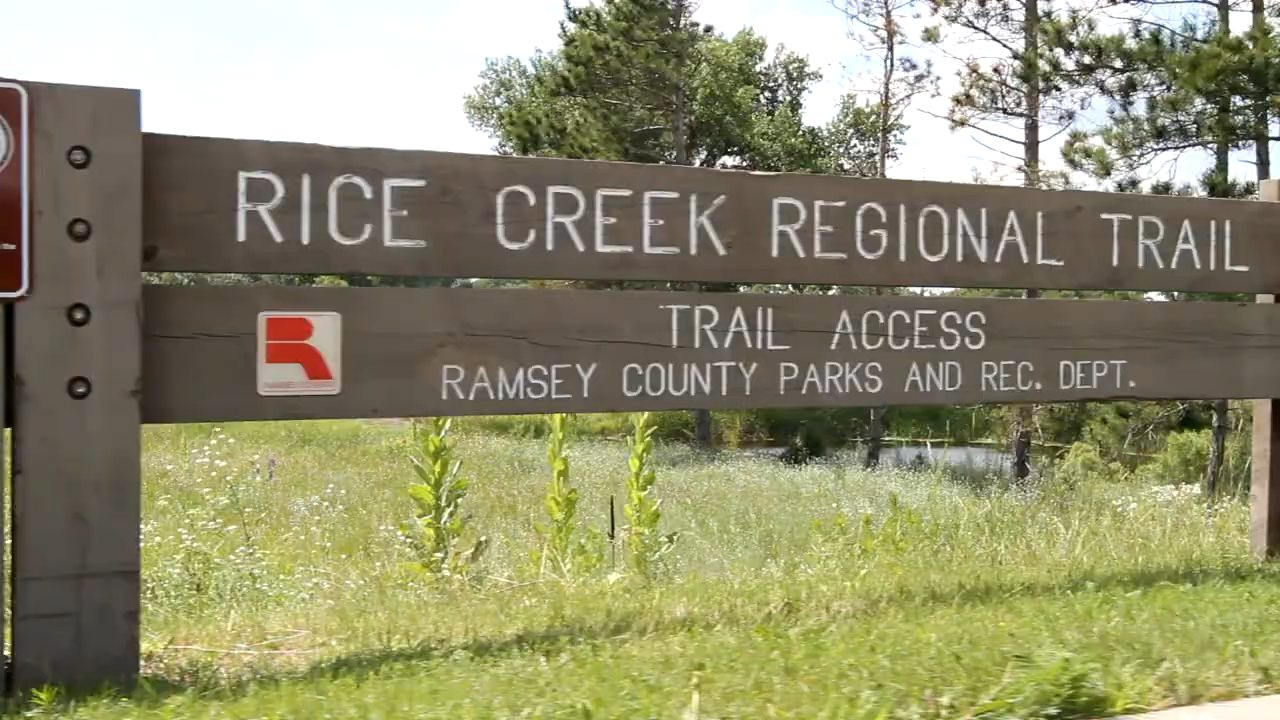 RICE CREEK REGIONAL TRAIL
TRAIL ACCESS
RAMSEY COUNTY PARKS AND REC. DEPT.